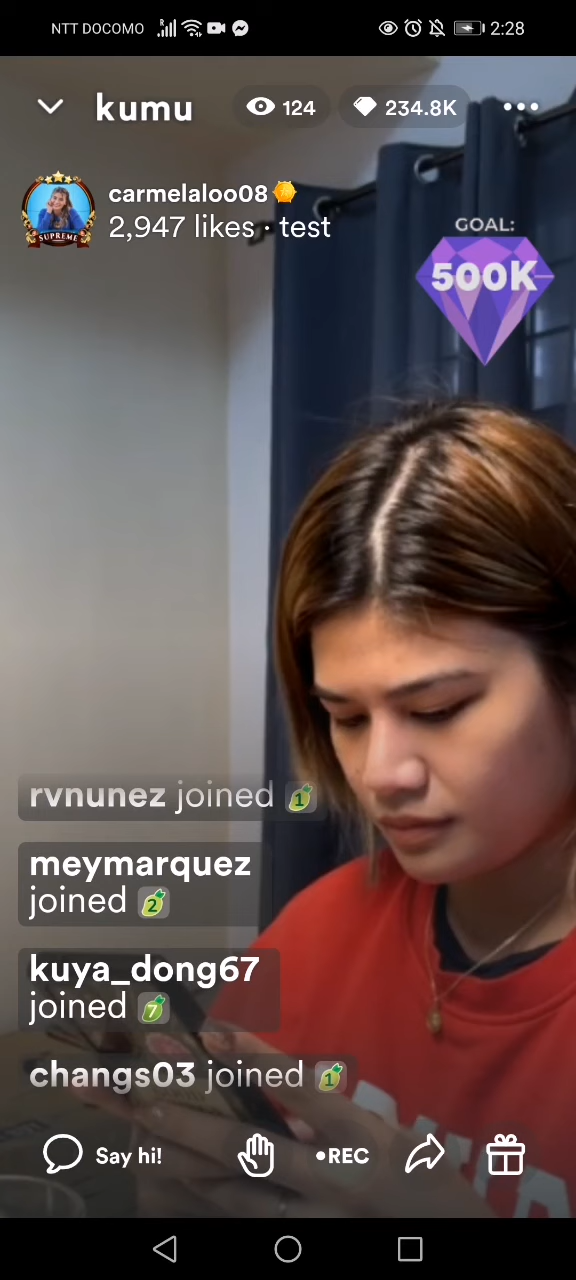 NTT DOCOMO 2:28
kumu 124 234.8K
carmelaloo08
2,947 likes · test
SUPREME
GOAL:
500K
rvnunez joined 1
meymarquez
joined 2
kuya_dong67
joined 7
changs03 joined 1
Say hi! •REC